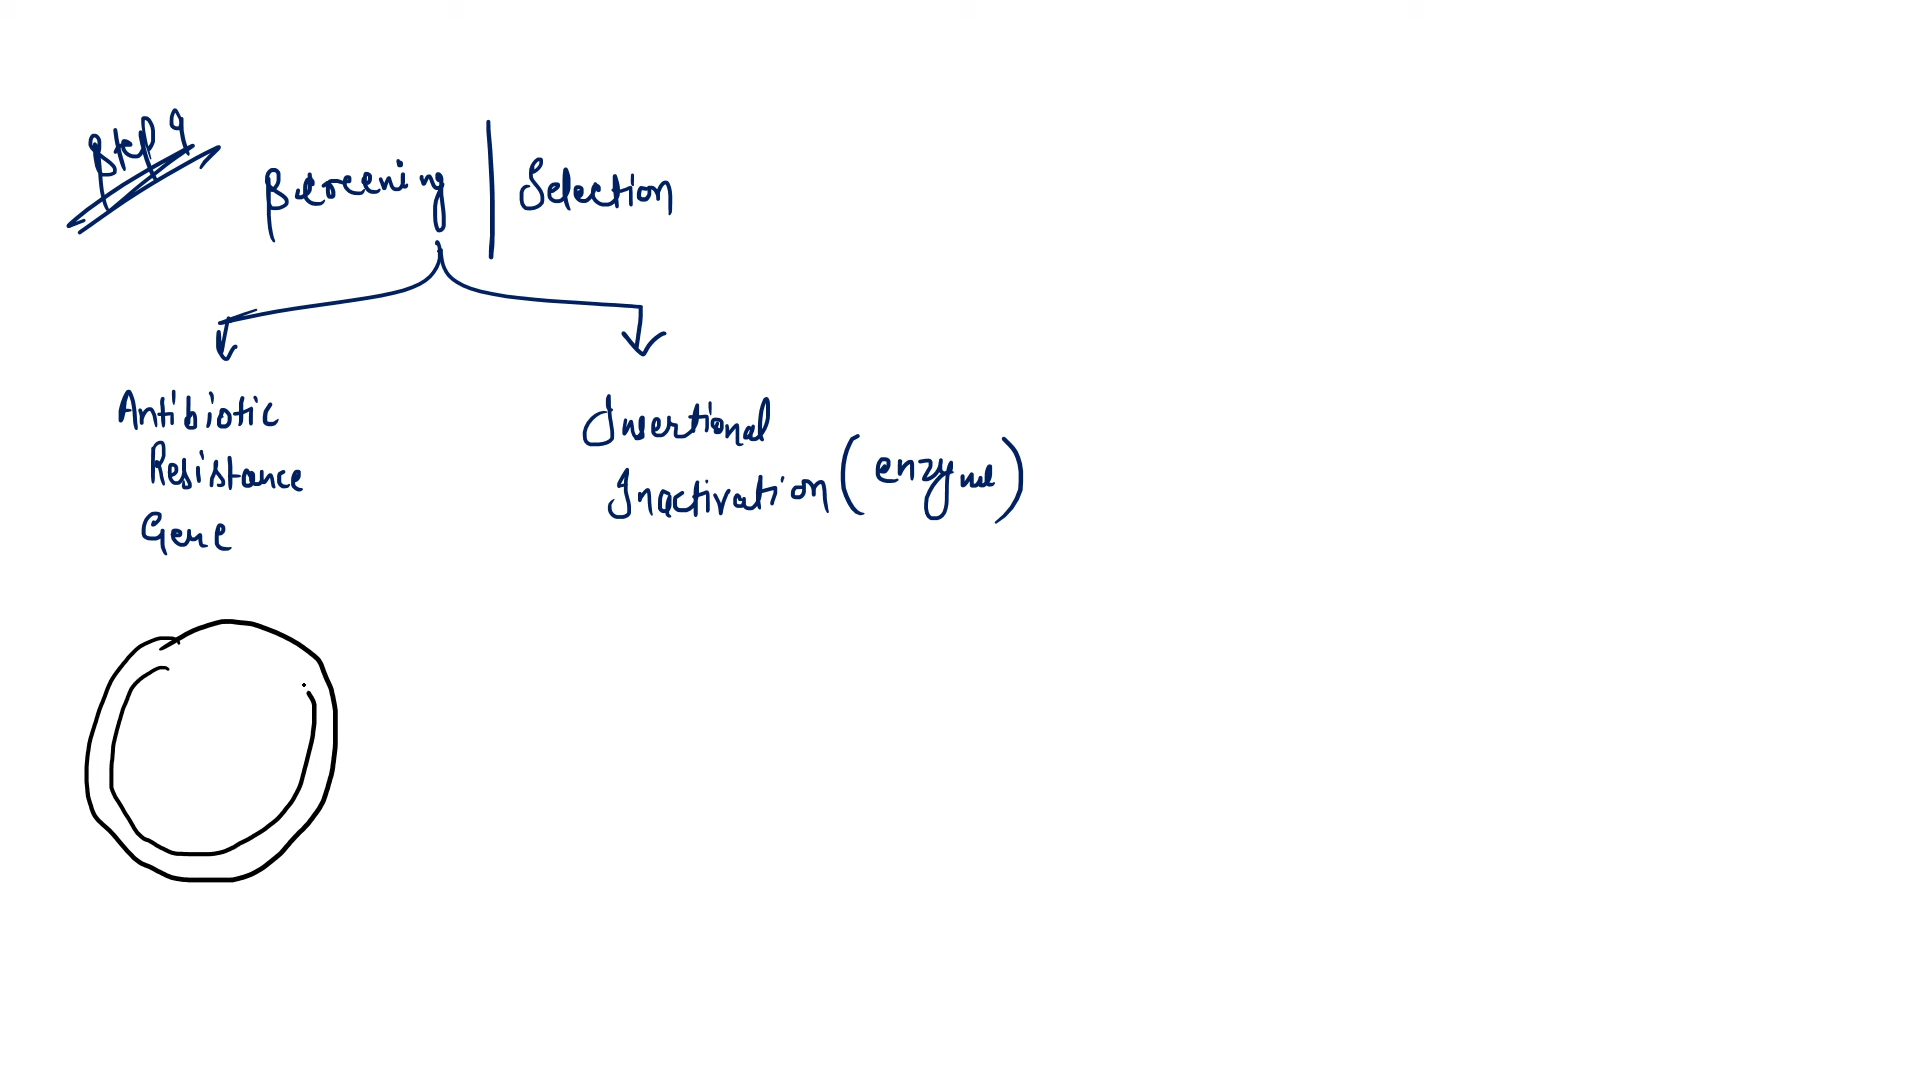 Step 9
Screening | Selection
Antibiotic
Resistance
Gene
Insertional
Inactivation (enzyme)